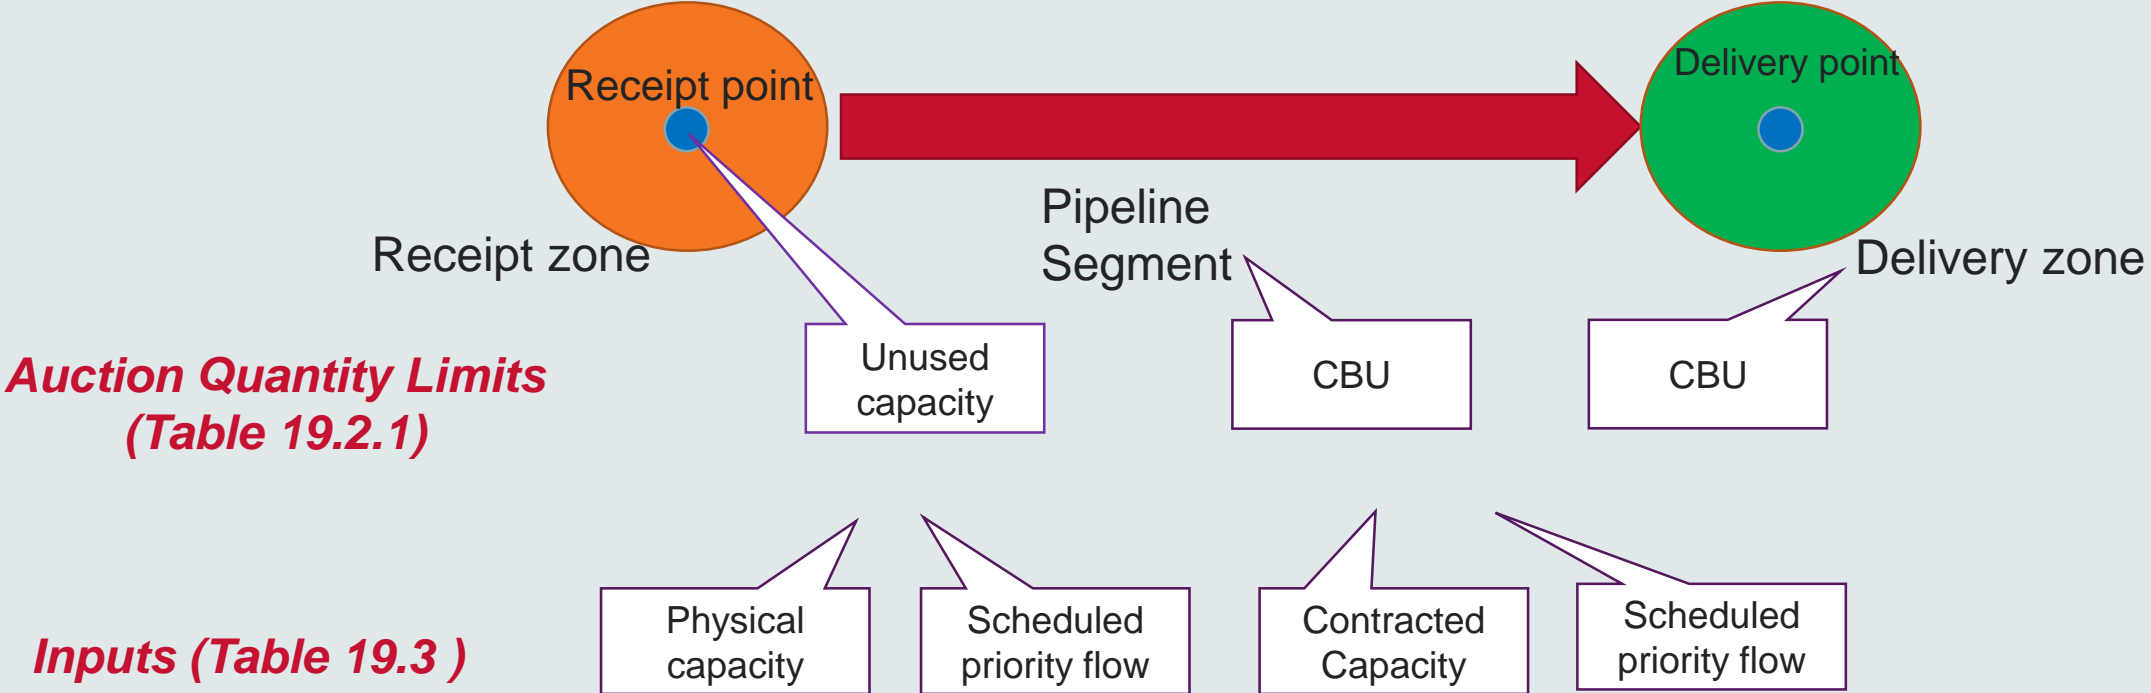 Receipt point
Delivery point
Pipeline
Segment
Receipt zone
Delivery zone
Auction Quantity Limits
(Table 19.2.1)
Unused
capacity
CBU
CBU
Inputs (Table 19.3 )
Physical
capacity
Scheduled
priority flow
Contracted
Capacity
Scheduled
priority flow